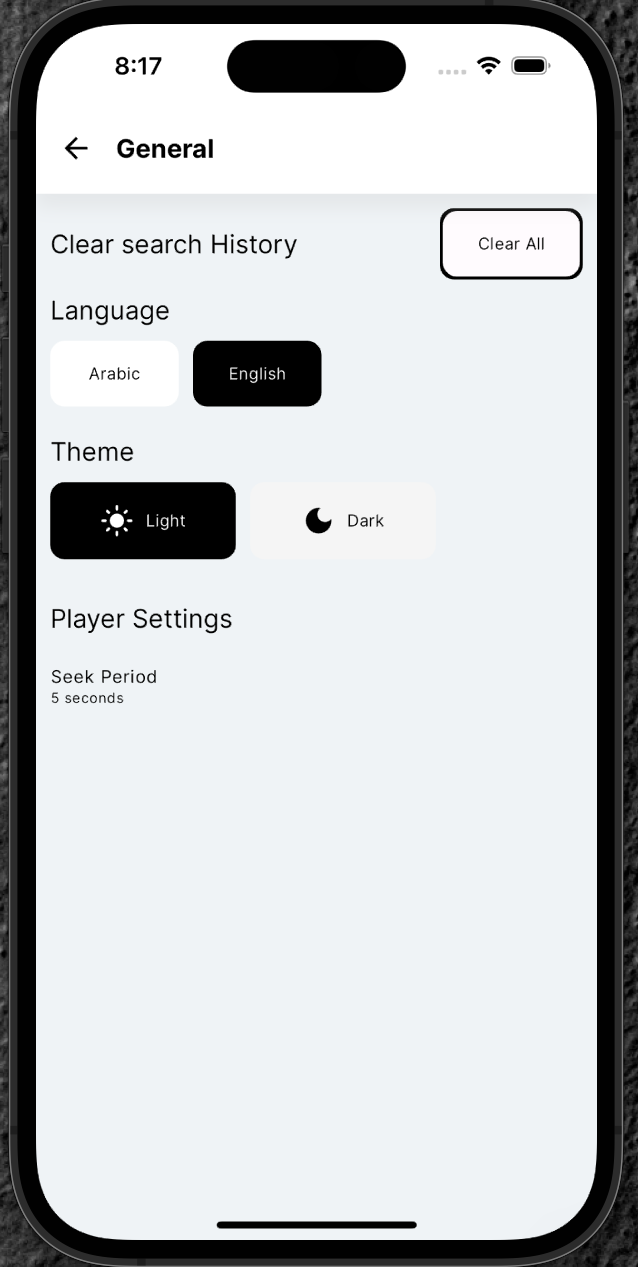 8:17
General
Clear search History
Clear All
Language
Arabic
English
Theme
Light
Dark
Player Settings
Seek Period
5 seconds